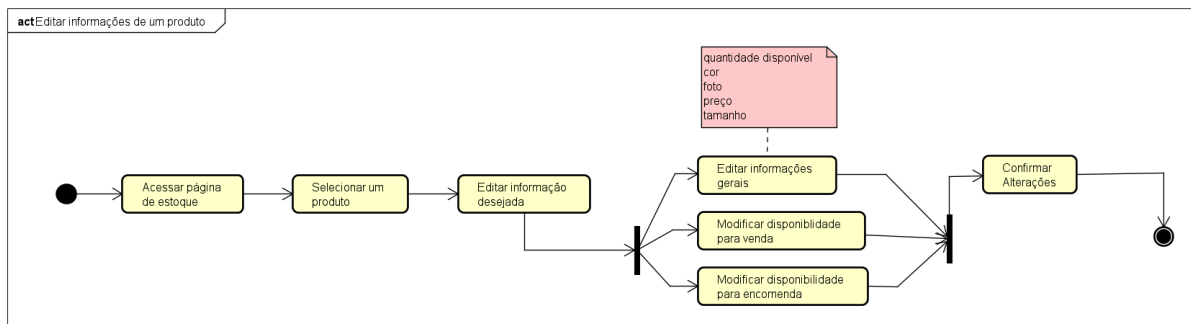 act Editar informações de um produto
quantidade disponível
cor
foto
preço
tamanho
Acessar página
de estoque
Selecionar um
produto
Editar informação
desejada
Editar informações
gerais
Modificar disponiblidade
para venda
Modificar disponibilidade
para encomenda
Confirmar
Alterações